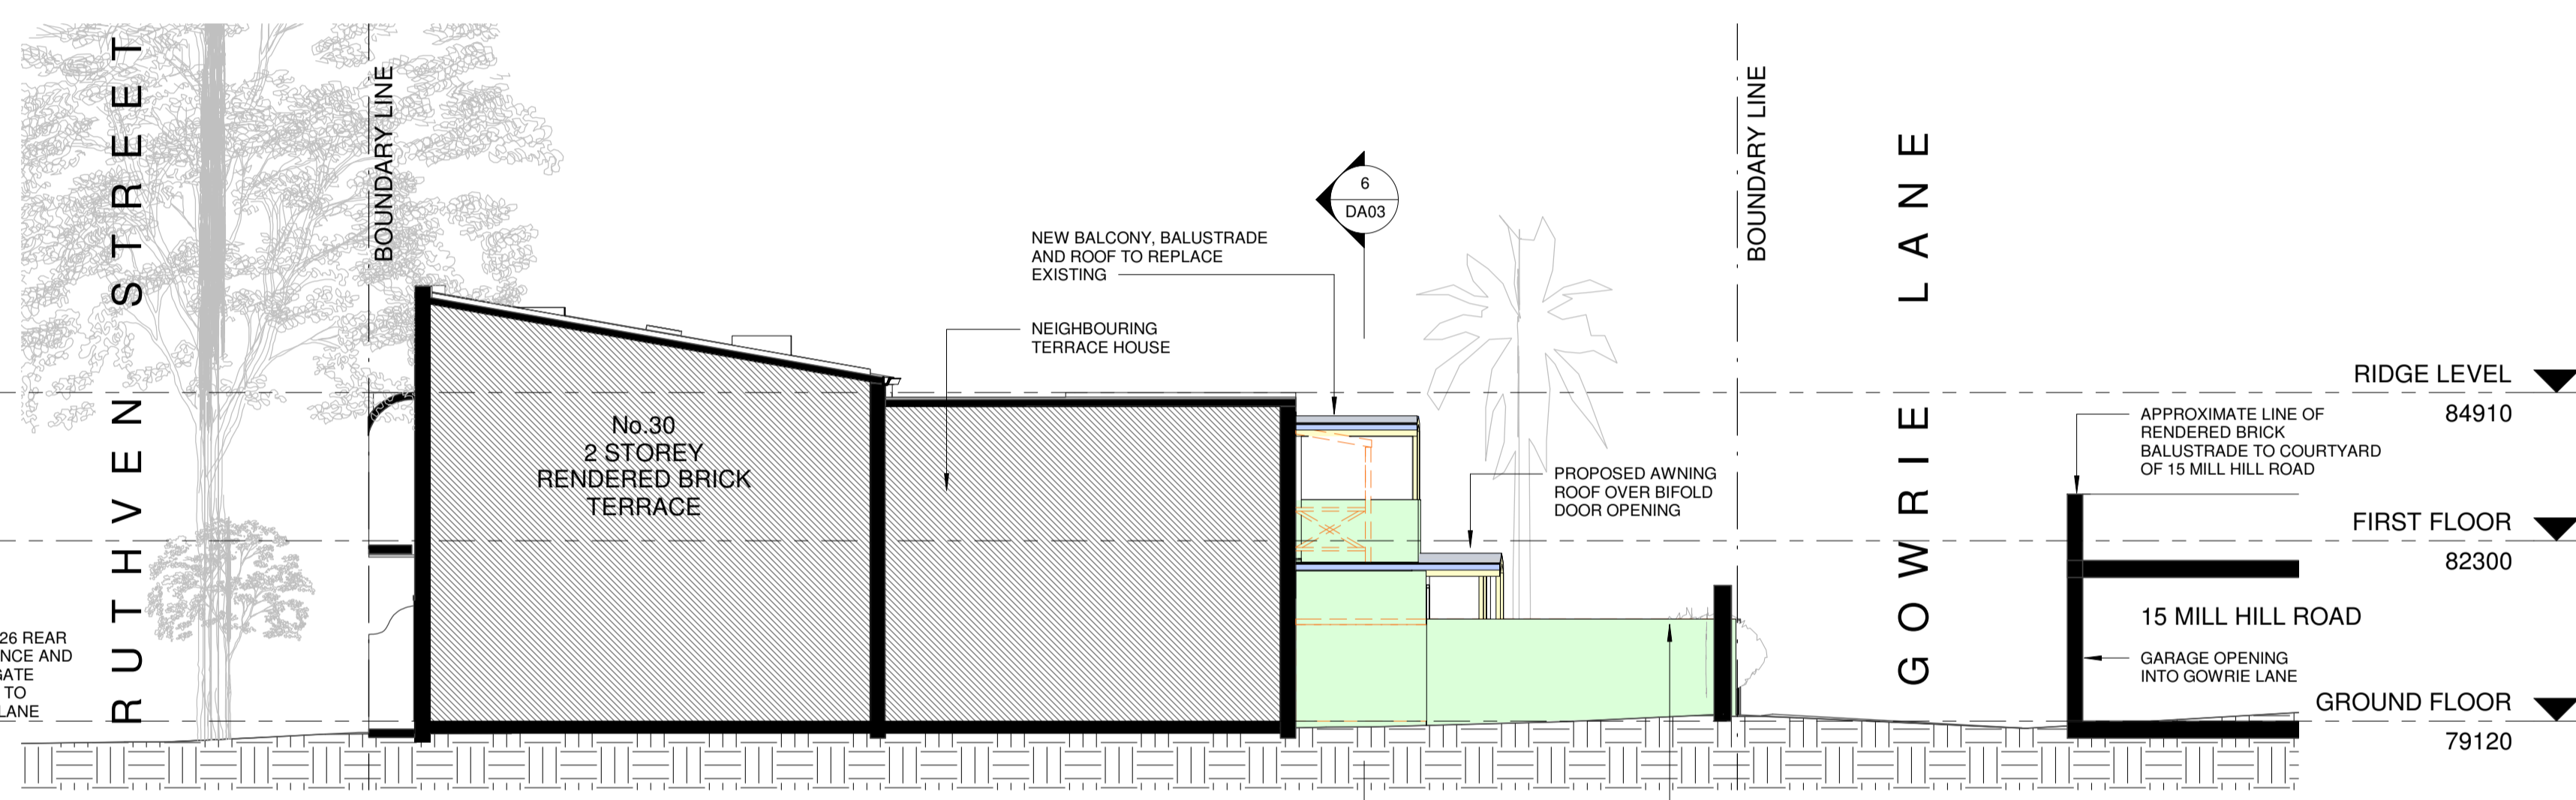 RUTHVEN STREET
BOUNDARY LINE
26 REAR
NCE AND
GATE
TO
LANE
No.30
2 STOREY
RENDERED BRICK
TERRACE
NEW BALCONY, BALUSTRADE
AND ROOF TO REPLACE
EXISTING
NEIGHBOURING
TERRACE HOUSE
6
DA03
PROPOSED AWNING
ROOF OVER BIFOLD
DOOR OPENING
BOUNDARY LINE
GOWRIE LANE
RIDGE LEVEL
84910
APPROXIMATE LINE OF
RENDERED BRICK
BALUSTRADE TO COURTYARD
OF 15 MILL HILL ROAD
FIRST FLOOR
82300
15 MILL HILL ROAD
GARAGE OPENING
INTO GOWRIE LANE
GROUND FLOOR
79120